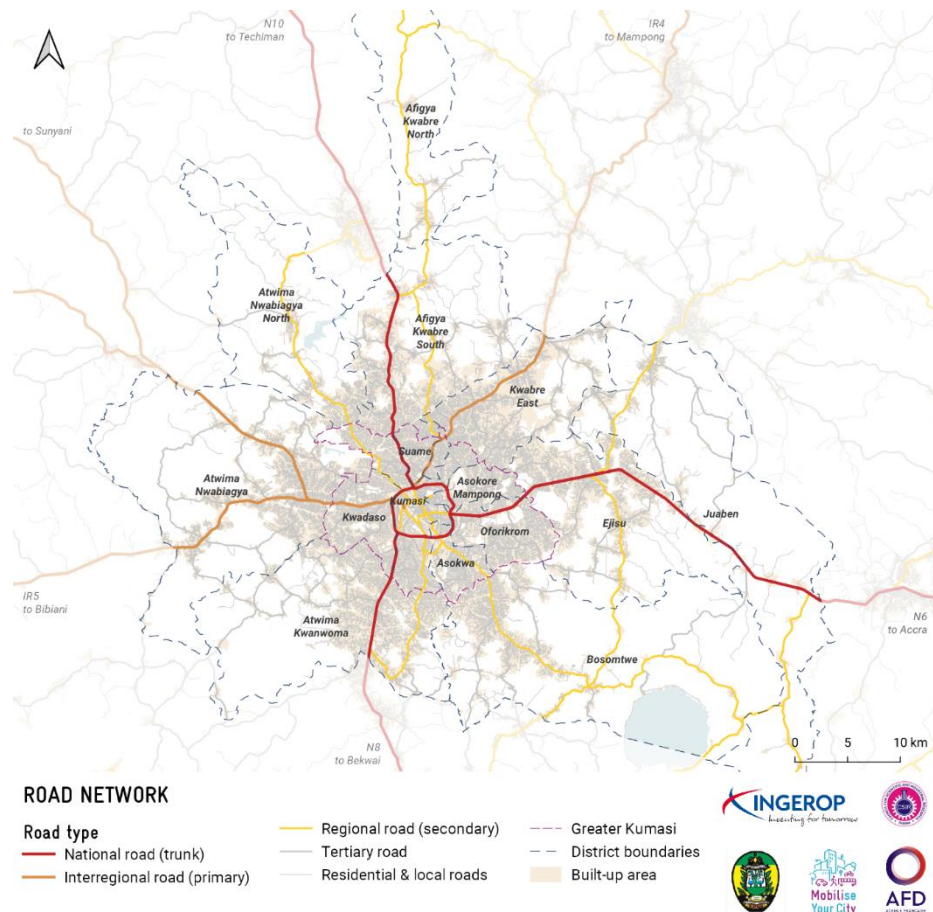 N10
to Techiman
IR4
to Mampong
to Sunyani
Afigya
Kwabre
North
Atwima
Nwabiagya
North
Afigya
Kwabre
South
Kwabre
East
Suame
Atwima
Nwabiagya
Asokore
Mampong
Kumasi
Kwadaso
Oforikrom
Ejisu
Juaben
Asokwa
IR5
to Bibiani
Atwima
Kwanwoma
N6
to Accra
Bosomtwe
N8
to Bekwai
0 5 10 km
ROAD NETWORK
Road type
National road (trunk)
Interregional road (primary)
Regional road (secondary)
Tertiary road
Residential & local roads
Greater Kumasi
District boundaries
Built-up area
INGEROP
Inventing for tomorrow
CSIR
Mobilise
Your City
AFD